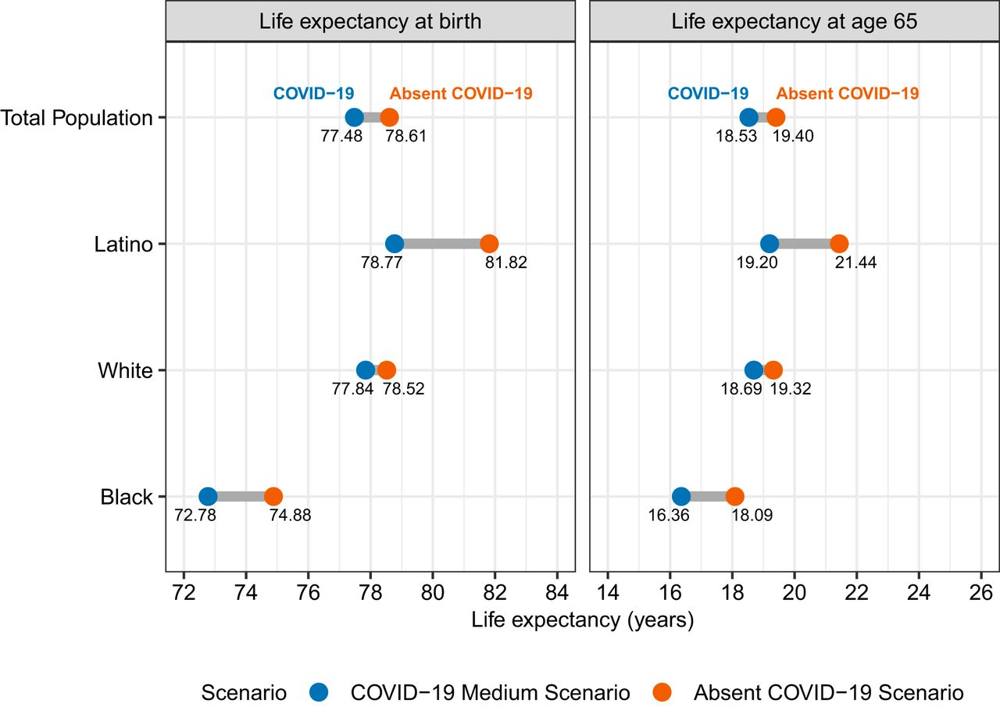 Life expectancy at birth
Life expectancy at age 65
COVID−19 Absent COVID−19
COVID−19 Absent COVID−19
Total Population
77.48 78.61
18.53 19.40
Latino
78.77 81.82
19.20 21.44
White
77.84 78.52
18.69 19.32
Black
72.78 74.88
16.36 18.09
72 74 76 78 80 82 84
14 16 18 20 22 24 26
Life expectancy (years)
Scenario COVID−19 Medium Scenario Absent COVID−19 Scenario